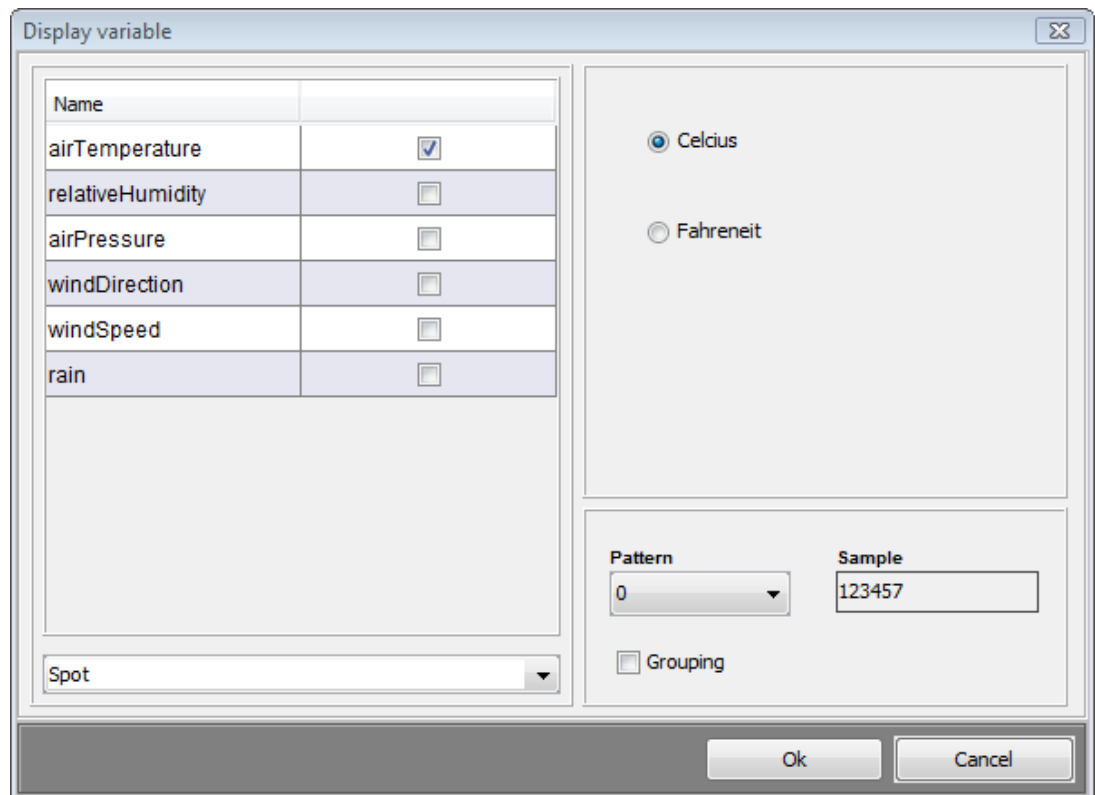 Display variable
Name
airTemperature
relativeHumidity
airPressure
windDirection
windSpeed
rain
Spot
Celcius
Fahreneit
Pattern
Sample
0
123457
Grouping
Ok
Cancel